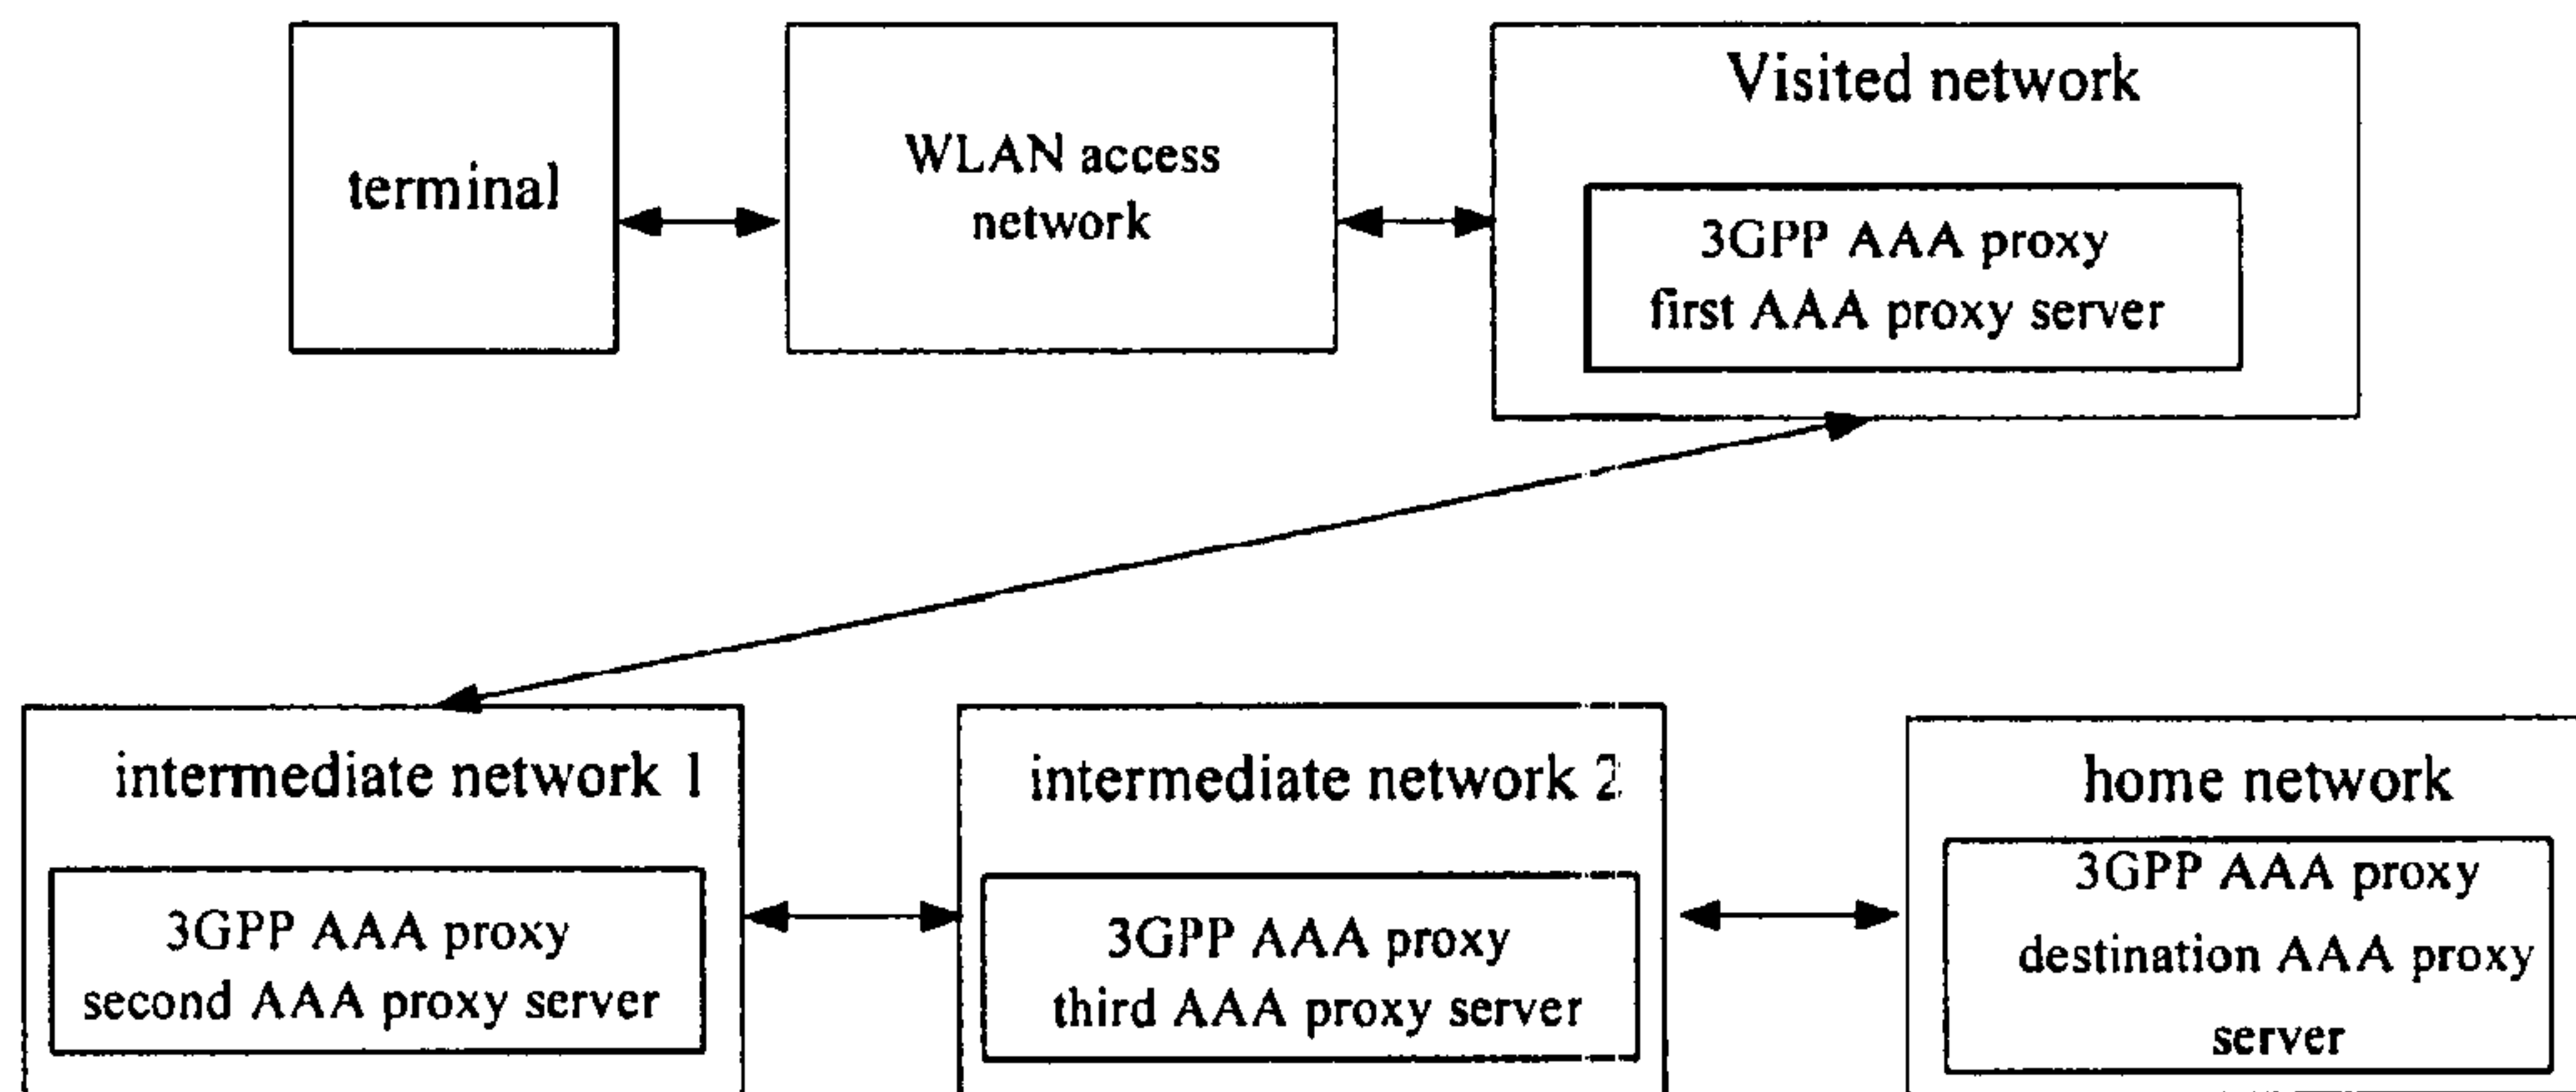 terminal
WLAN access
network
Visited network
3GPP AAA proxy
first AAA proxy server
intermediate network 1
3GPP AAA proxy
second AAA proxy server
intermediate network 2
3GPP AAA proxy
third AAA proxy server
home network
3GPP AAA proxy
destination AAA proxy
server